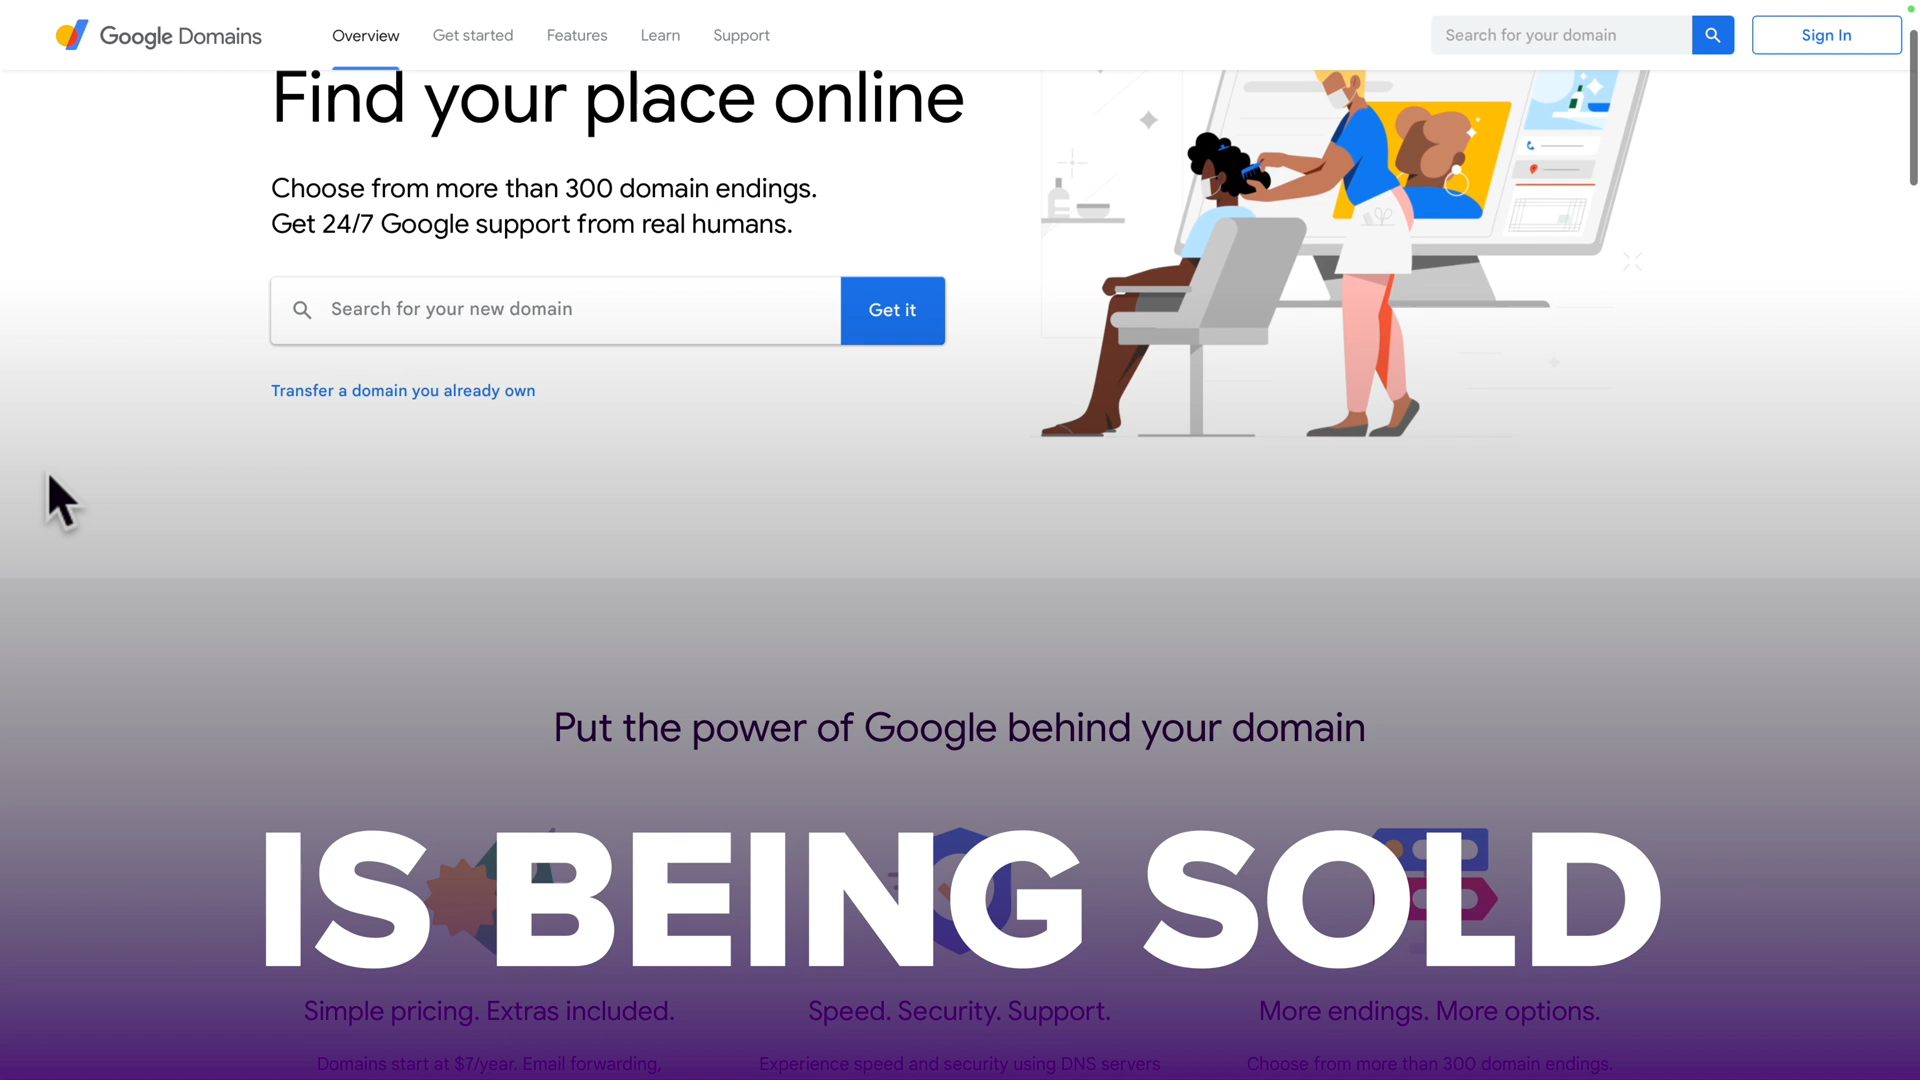 Google Domains
Overview
Get started
Features
Learn
Support
Search for your domain
Sign In
Find your place online
Choose from more than 300 domain endings.
Get 24/7 Google support from real humans.
Search for your new domain
Get it
Transfer a domain you already own
Put the power of Google behind your domain
IS BEING SOLD
Simple pricing. Extras included.
Speed. Security. Support.
More endings. More options.
Domains start at $7/year. Email forwarding,
Experience speed and security using DNS servers
Choose from more than 300 domain endings.